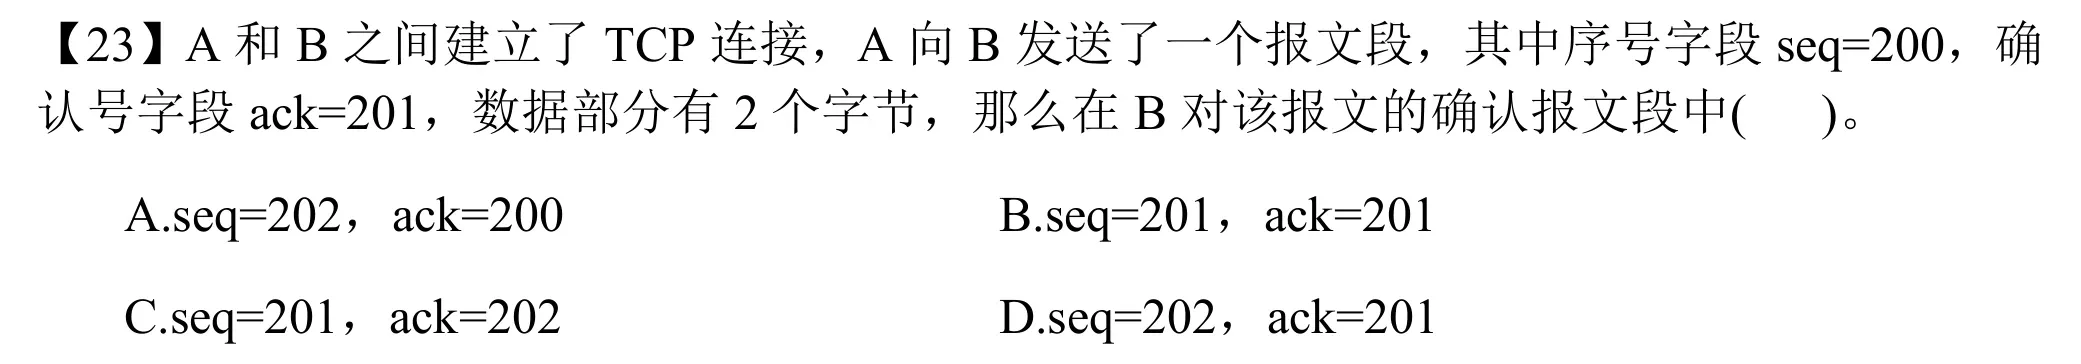 【23】A 和 B 之间建立了 TCP 连接，A 向 B 发送了一个报文段，其中序号字段 seq=200，确
认号字段 ack=201，数据部分有 2 个字节，那么在 B 对该报文的确认报文段中(    )。
A.seq=202，ack=200
B.seq=201，ack=201
C.seq=201，ack=202
D.seq=202，ack=201